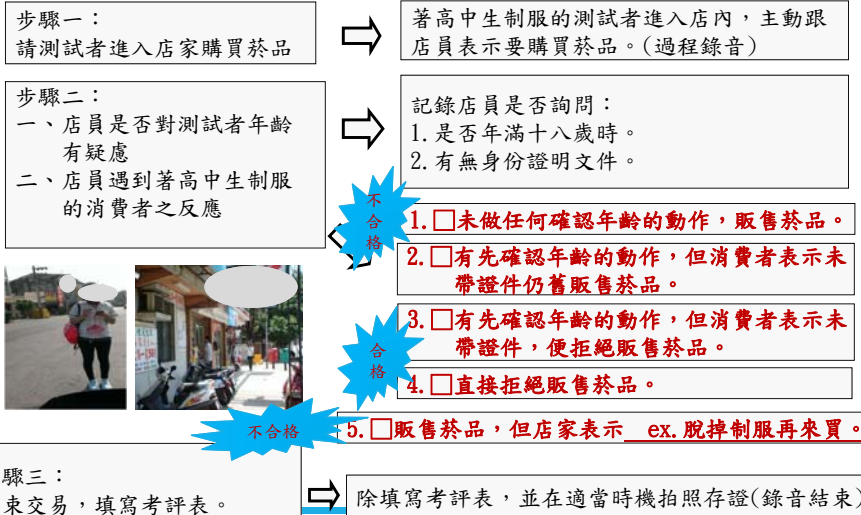 步驟一：
請測試者進入店家購買菸品
著高中生制服的測試者進入店內，主動跟
店員表示要購買菸品。(過程錄音)
步驟二：
一、店員是否對測試者年齡
有疑慮
二、店員遇到著高中生制服
的消費者之反應
記錄店員是否詢問：
1.是否年滿十八歲時。
2.有無身份證明文件。
不
合
格
1.□未做任何確認年齡的動作，販售菸品。
2.□有先確認年齡的動作，但消費者表示未
帶證件仍舊販售菸品。
合
格
3.□有先確認年齡的動作，但消費者表示未
帶證件，便拒絕販售菸品。
4.□直接拒絕販售菸品。
不合格
5.□販售菸品，但店家表示 ex.脫掉制服再來買。
驟三：
束交易，填寫考評表。
除填寫考評表，並在適當時機拍照存證(錄音結束)